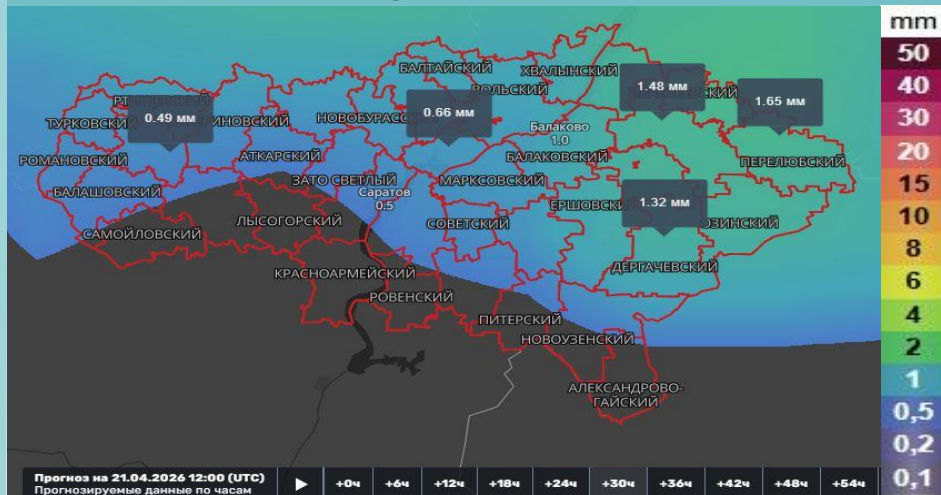 mm
50
40
30
20
15
10
8
6
4
2
1
0,5
0,2
0,1
БАЛТАЙСКИЙ
ХВАЛЫНСКИЙ
1.48 мм
1.65 мм
0.49 мм
0.66 мм
ТУРКОВСКИЙ
НОВОБУРАСС
Балаково
1.0
РОМАНОВСКИЙ
АТКАРСКИЙ
БАЛАКОВСКИЙ
ПЕРЕЛЮБСКИЙ
ЗАТО СВЕТЛЫЙ
МАРКСОВСКИЙ
БАЛАШОВСКИЙ
Саратов
0.5
ЕРШОВСКИ
1.32 мм
ОЗИНСКИЙ
ЛЫСОГОРСКИЙ
СОВЕТСКИЙ
САМОЙЛОВСКИЙ
ДЕРГАЧЕВСКИЙ
КРАСНОАРМЕЙСКИЙ
РОВЕНСКИЙ
ПИТЕРСКИЙ
НОВОУЗЕНСКИЙ
АЛЕКСАНДРОВО-
ГАЙСКИЙ
Прогноз на 21.04.2026 12:00 (UTC)
Прогнозируемые данные по часам
+0ч +6ч +12ч +18ч +24ч +30ч +36ч +42ч +48ч +54ч